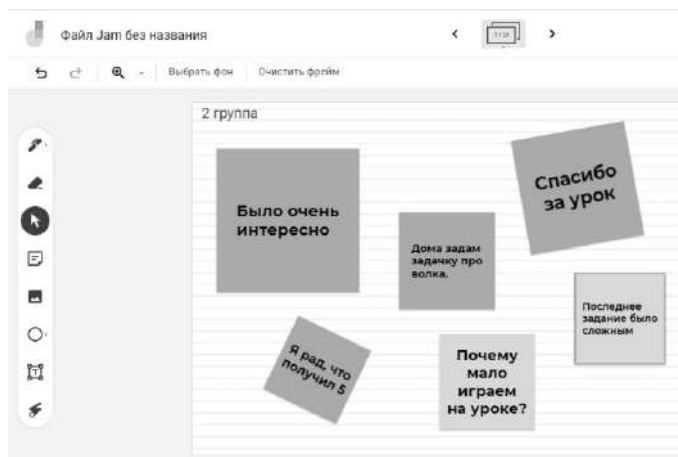 Файл Jam без названия
Выбрать фон
Очистить фрейм
2 группа
Было очень
интересно
Спасибо
за урок
Дома задам
задачку про
волка.
Последнее
задание было
сложным
Я рад, что
получил 5
Почему
мало
играем
на уроке?